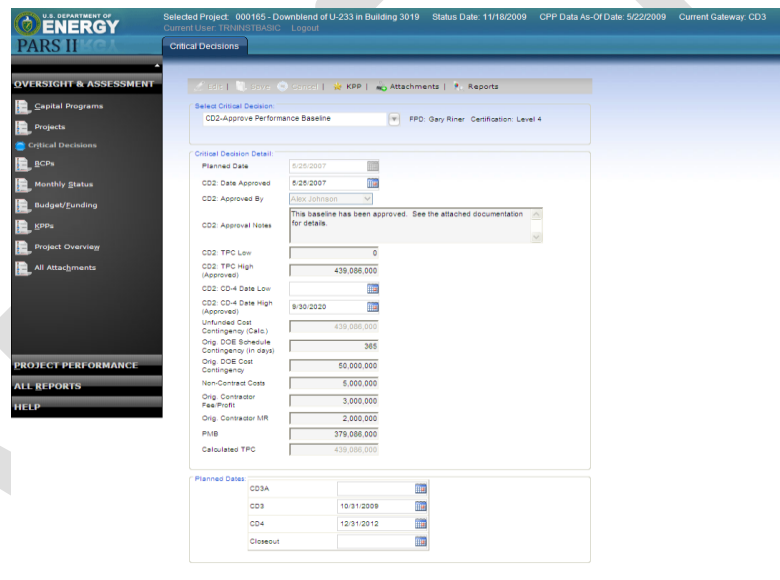 U.S. DEPARTMENT OF
ENERGY
Selected Project: 000165 - Downblend of U-233 in Building 3019 Status Date: 11/18/2009 CPP Data As-Of Date: 5/22/2009 Current Gateway: CD3
Current User: TRNINSTBASIC Logout
PARS II
Critical Decisions
OVERSIGHT & ASSESSMENT
Capital Programs
Projects
Critical Decisions
BCPs
Monthly Status
Budget/Funding
KPPs
Project Overview
All Attachments
PROJECT PERFORMANCE
ALL REPORTS
HELP
Edit | Save Cancel | KPP | Attachments | Reports
Select Critical Decision:
CD2-Approve Performance Baseline FPD: Gary Riner Certification: Level 4
Critical Decision Detail:
Planned Date 5/25/2007
CD2: Date Approved 5/25/2007
CD2: Approved By Alex Johnson
CD2: Approval Notes This baseline has been approved. See the attached documentation
for details.
CD2: TPC Low 0
CD2: TPC High
(Approved) 439,086,000
CD2: CD-4 Date Low
CD2: CD-4 Date High
(Approved) 9/30/2020
Unfunded Cost
Contingency (Calc.) 439,086,000
Orig. DOE Schedule
Contingency (in days) 365
Orig. DOE Cost
Contingency 50,000,000
Non-Contract Costs 5,000,000
Orig. Contractor
Fee/Profit 3,000,000
Orig. Contractor MR 2,000,000
PMB 379,086,000
Calculated TPC 439,086,000
Planned Dates:
CD3A
CD3 10/31/2009
CD4 12/31/2012
Closeout